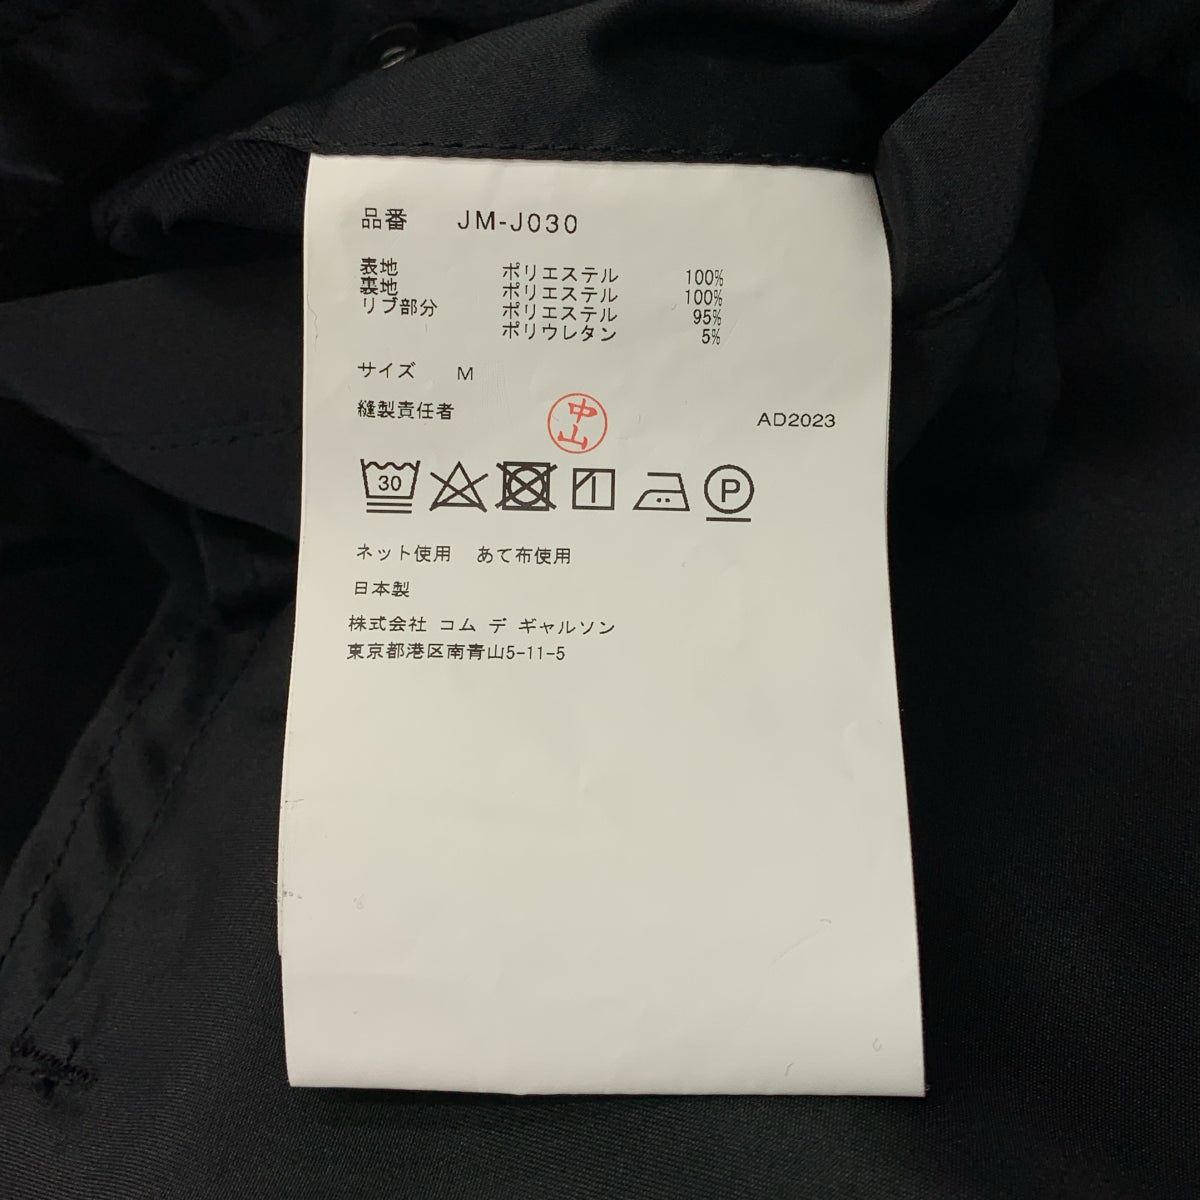 品番 JM-J030
表地 ポリエステル 100%
裏地 ポリエステル 100%
リブ部分 ポリエステル 95%
ポリウレタン 5%
サイズ M
縫製責任者 中山 AD2023
30 P
ネット使用 あて布使用
日本製
株式会社 コム デ ギャルソン
東京都港区南青山5-11-5